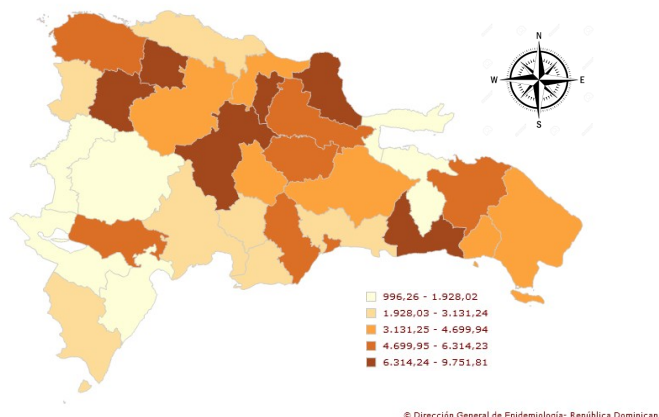 N
W E
S
996,26 - 1.928,02
1.928,03 - 3.131,24
3.131,25 - 4.699,94
4.699,95 - 6.314,23
6.314,24 - 9.751,81
© Dirección General de Epidemiología- República Dominican